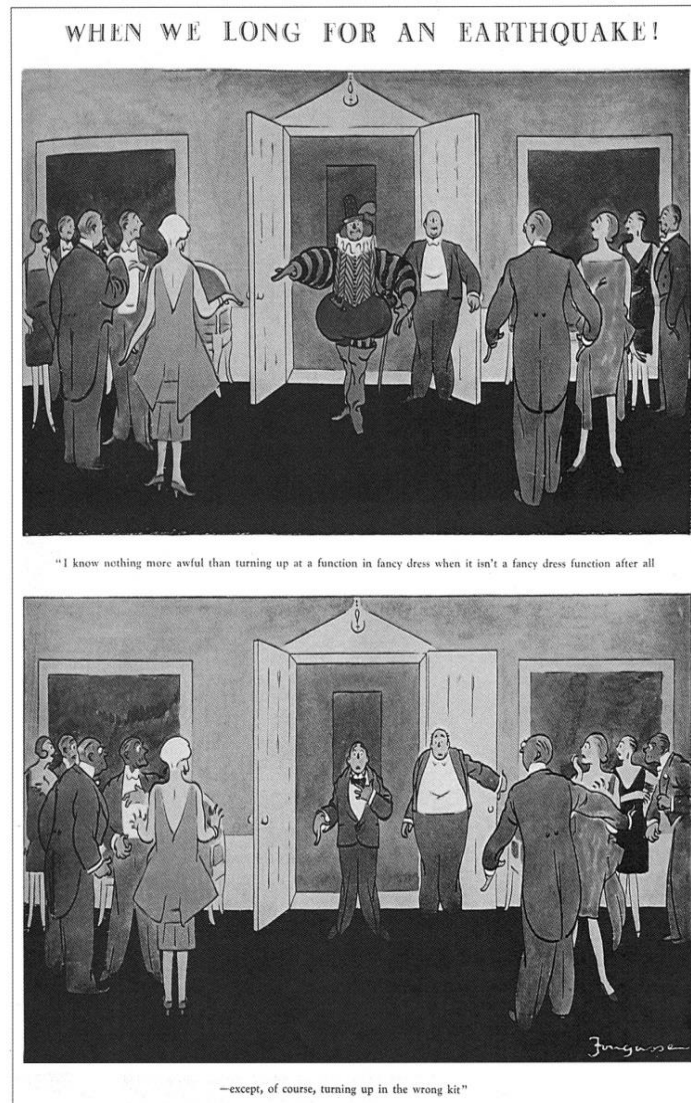 WHEN WE LONG FOR AN EARTHQUAKE!
"I know nothing more awful than turning up at a function in fancy dress when it isn't a fancy dress function after all
Fougasse
—except, of course, turning up in the wrong kit"